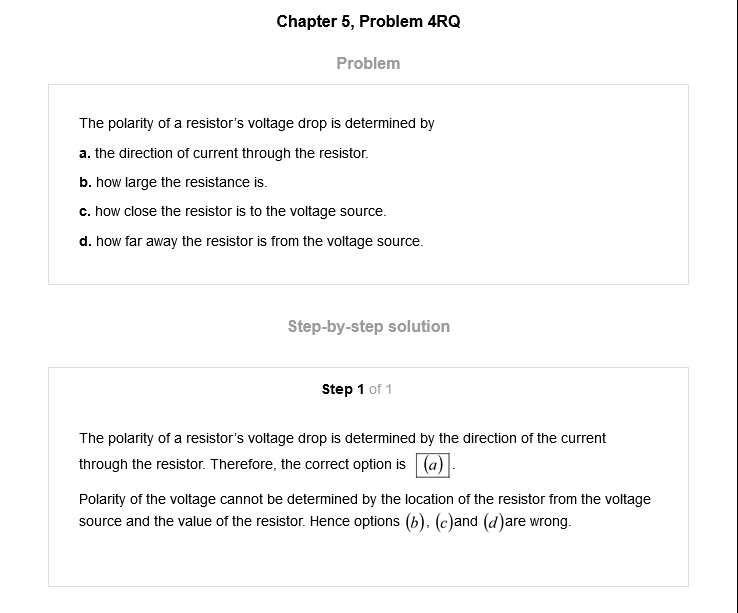 Chapter 5, Problem 4RQ
Problem
The polarity of a resistor's voltage drop is determined by
a. the direction of current through the resistor.
b. how large the resistance is.
c. how close the resistor is to the voltage source.
d. how far away the resistor is from the voltage source.
Step-by-step solution
Step 1 of 1
The polarity of a resistor's voltage drop is determined by the direction of the current
through the resistor. Therefore, the correct option is (a).
Polarity of the voltage cannot be determined by the location of the resistor from the voltage
source and the value of the resistor. Hence options (b), (c)and (d)are wrong.